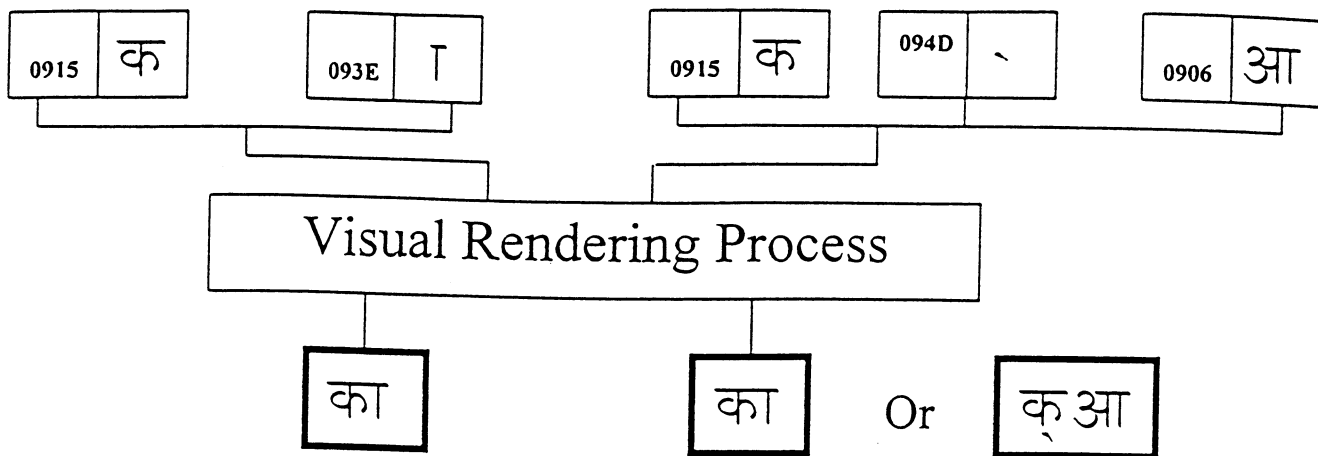 0915 क 093E ा 0915 क 094D ् 0906 आ
Visual Rendering Process
का का Or क्‌आ